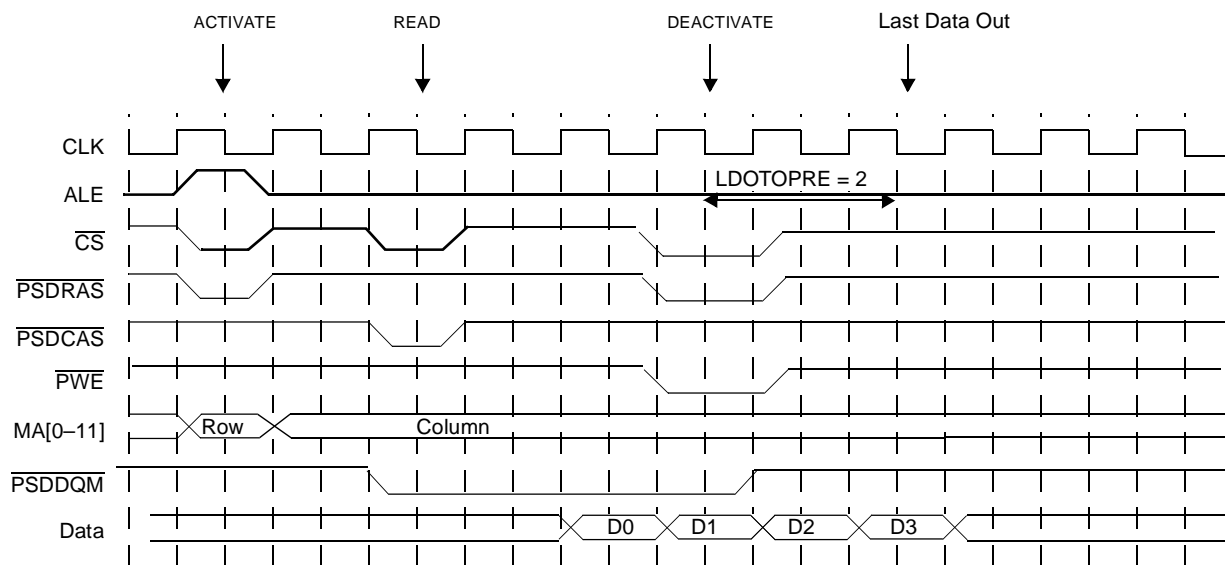 ACTIVATE READ DEACTIVATE Last Data Out
CLK
ALE LDOTOPRE = 2
CS
PSDRAS
PSDCAS
PWE
MA[0–11] Row Column
PSDDQM
Data D0 D1 D2 D3